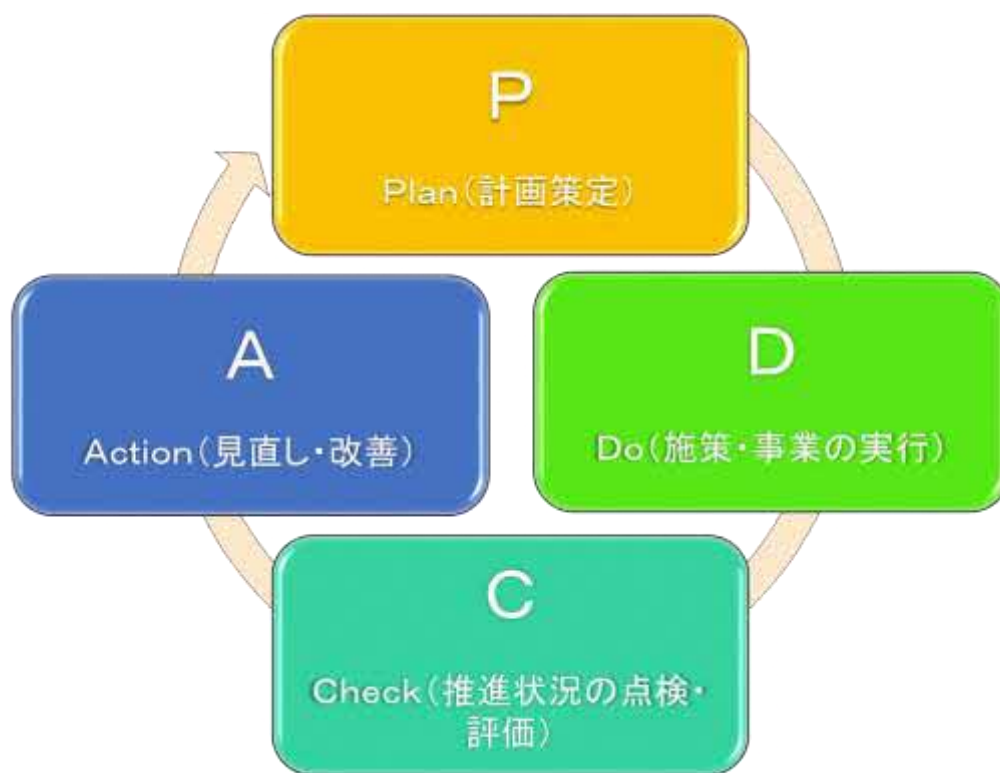 P
Plan(計画策定)
D
Do(施策・事業の実行)
C
Check(推進状況の点検・
評価)
A
Action(見直し・改善)